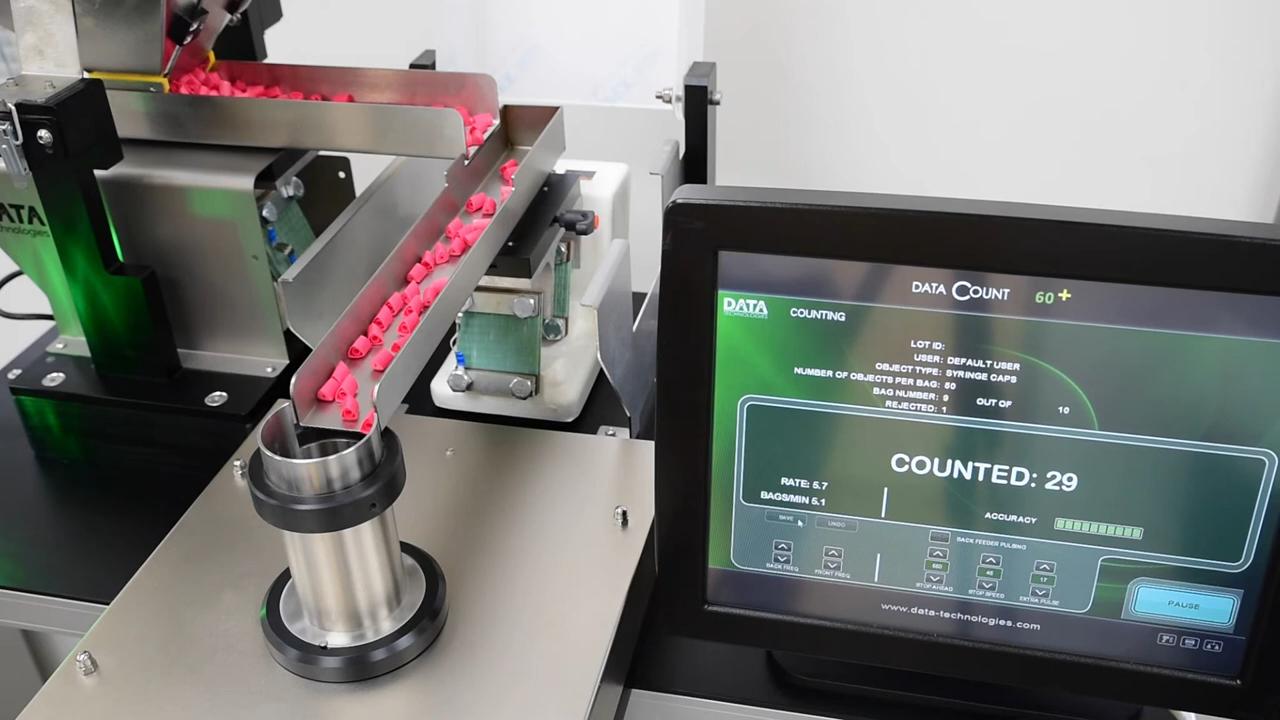 ATA
chnologies
DATA COUNT 60+
DATA
TECHNOLOGIES
COUNTING
LOT ID:
USER: DEFAULT USER
OBJECT TYPE: SYRINGE CAPS
NUMBER OF OBJECTS PER BAG: 50
BAG NUMBER: 9 OUT OF 10
REJECTED: 1
COUNTED: 29
RATE: 5.7
BAGS/MIN 5.1
ACCURACY
SAVE UNDO
BACK FEEDER PULSING
BACK FREQ FRONT FREQ
17
STOP AHEAD STOP SPEED EXTRA PULSE
PAUSE
www.data-technologies.com